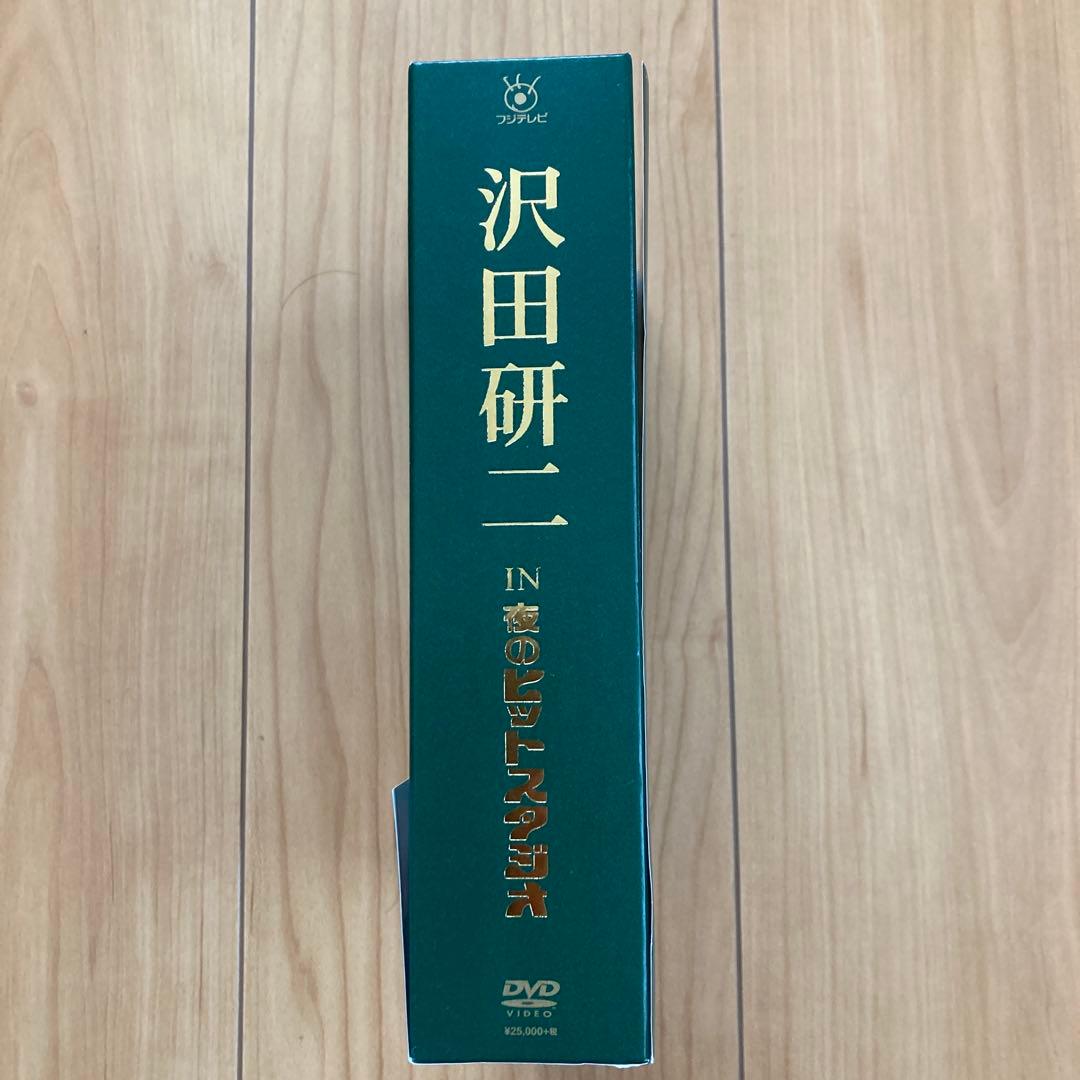 フジテレビ
沢田研二
IN
夜のヒットスタジオ
DVD
VIDEO
¥25,000+税